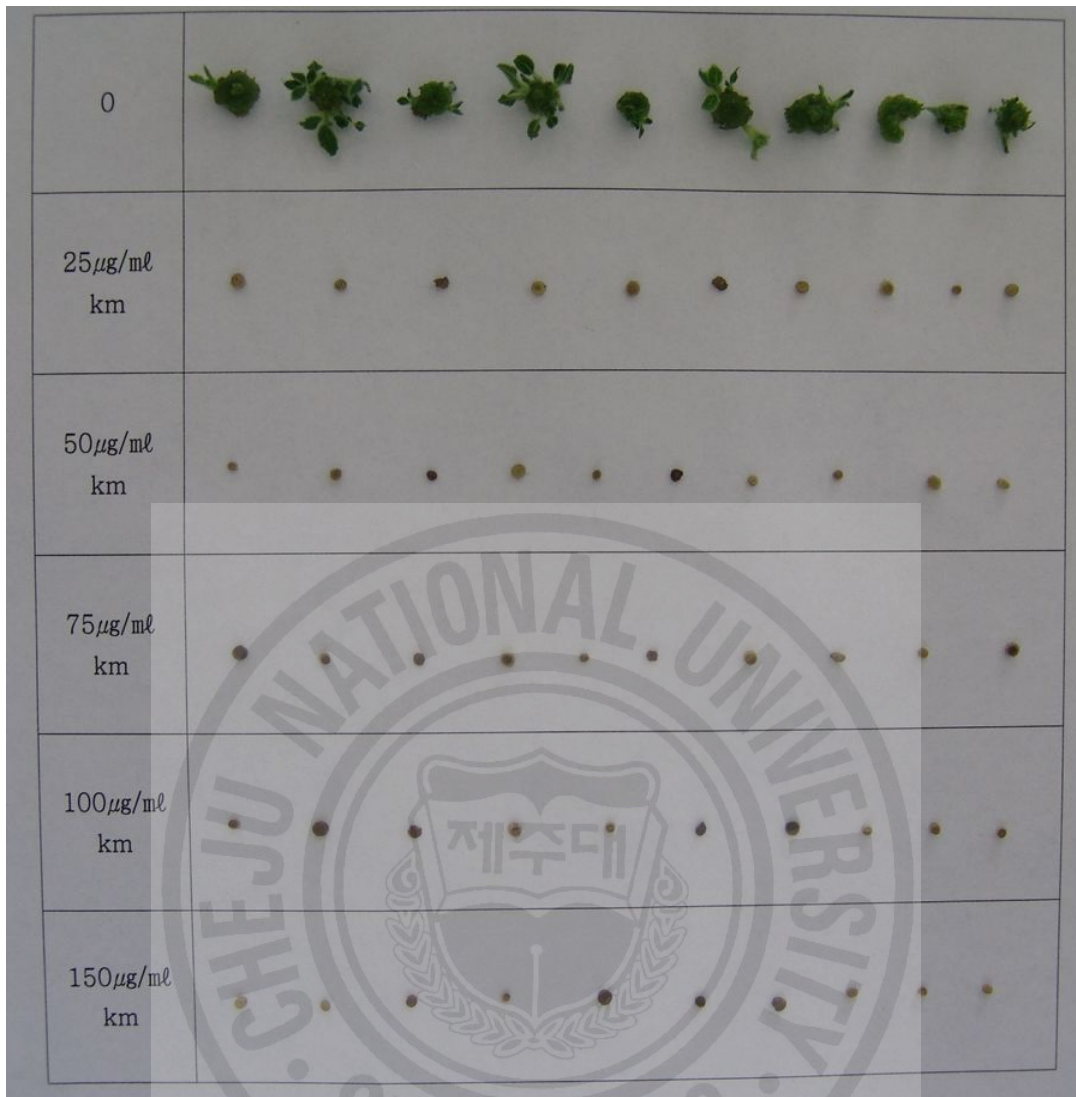 0
25㎍/㎖
km
50㎍/㎖
km
75㎍/㎖
km
100㎍/㎖
km
150㎍/㎖
km
CHEJU NATIONAL UNIVERSITY
제주대